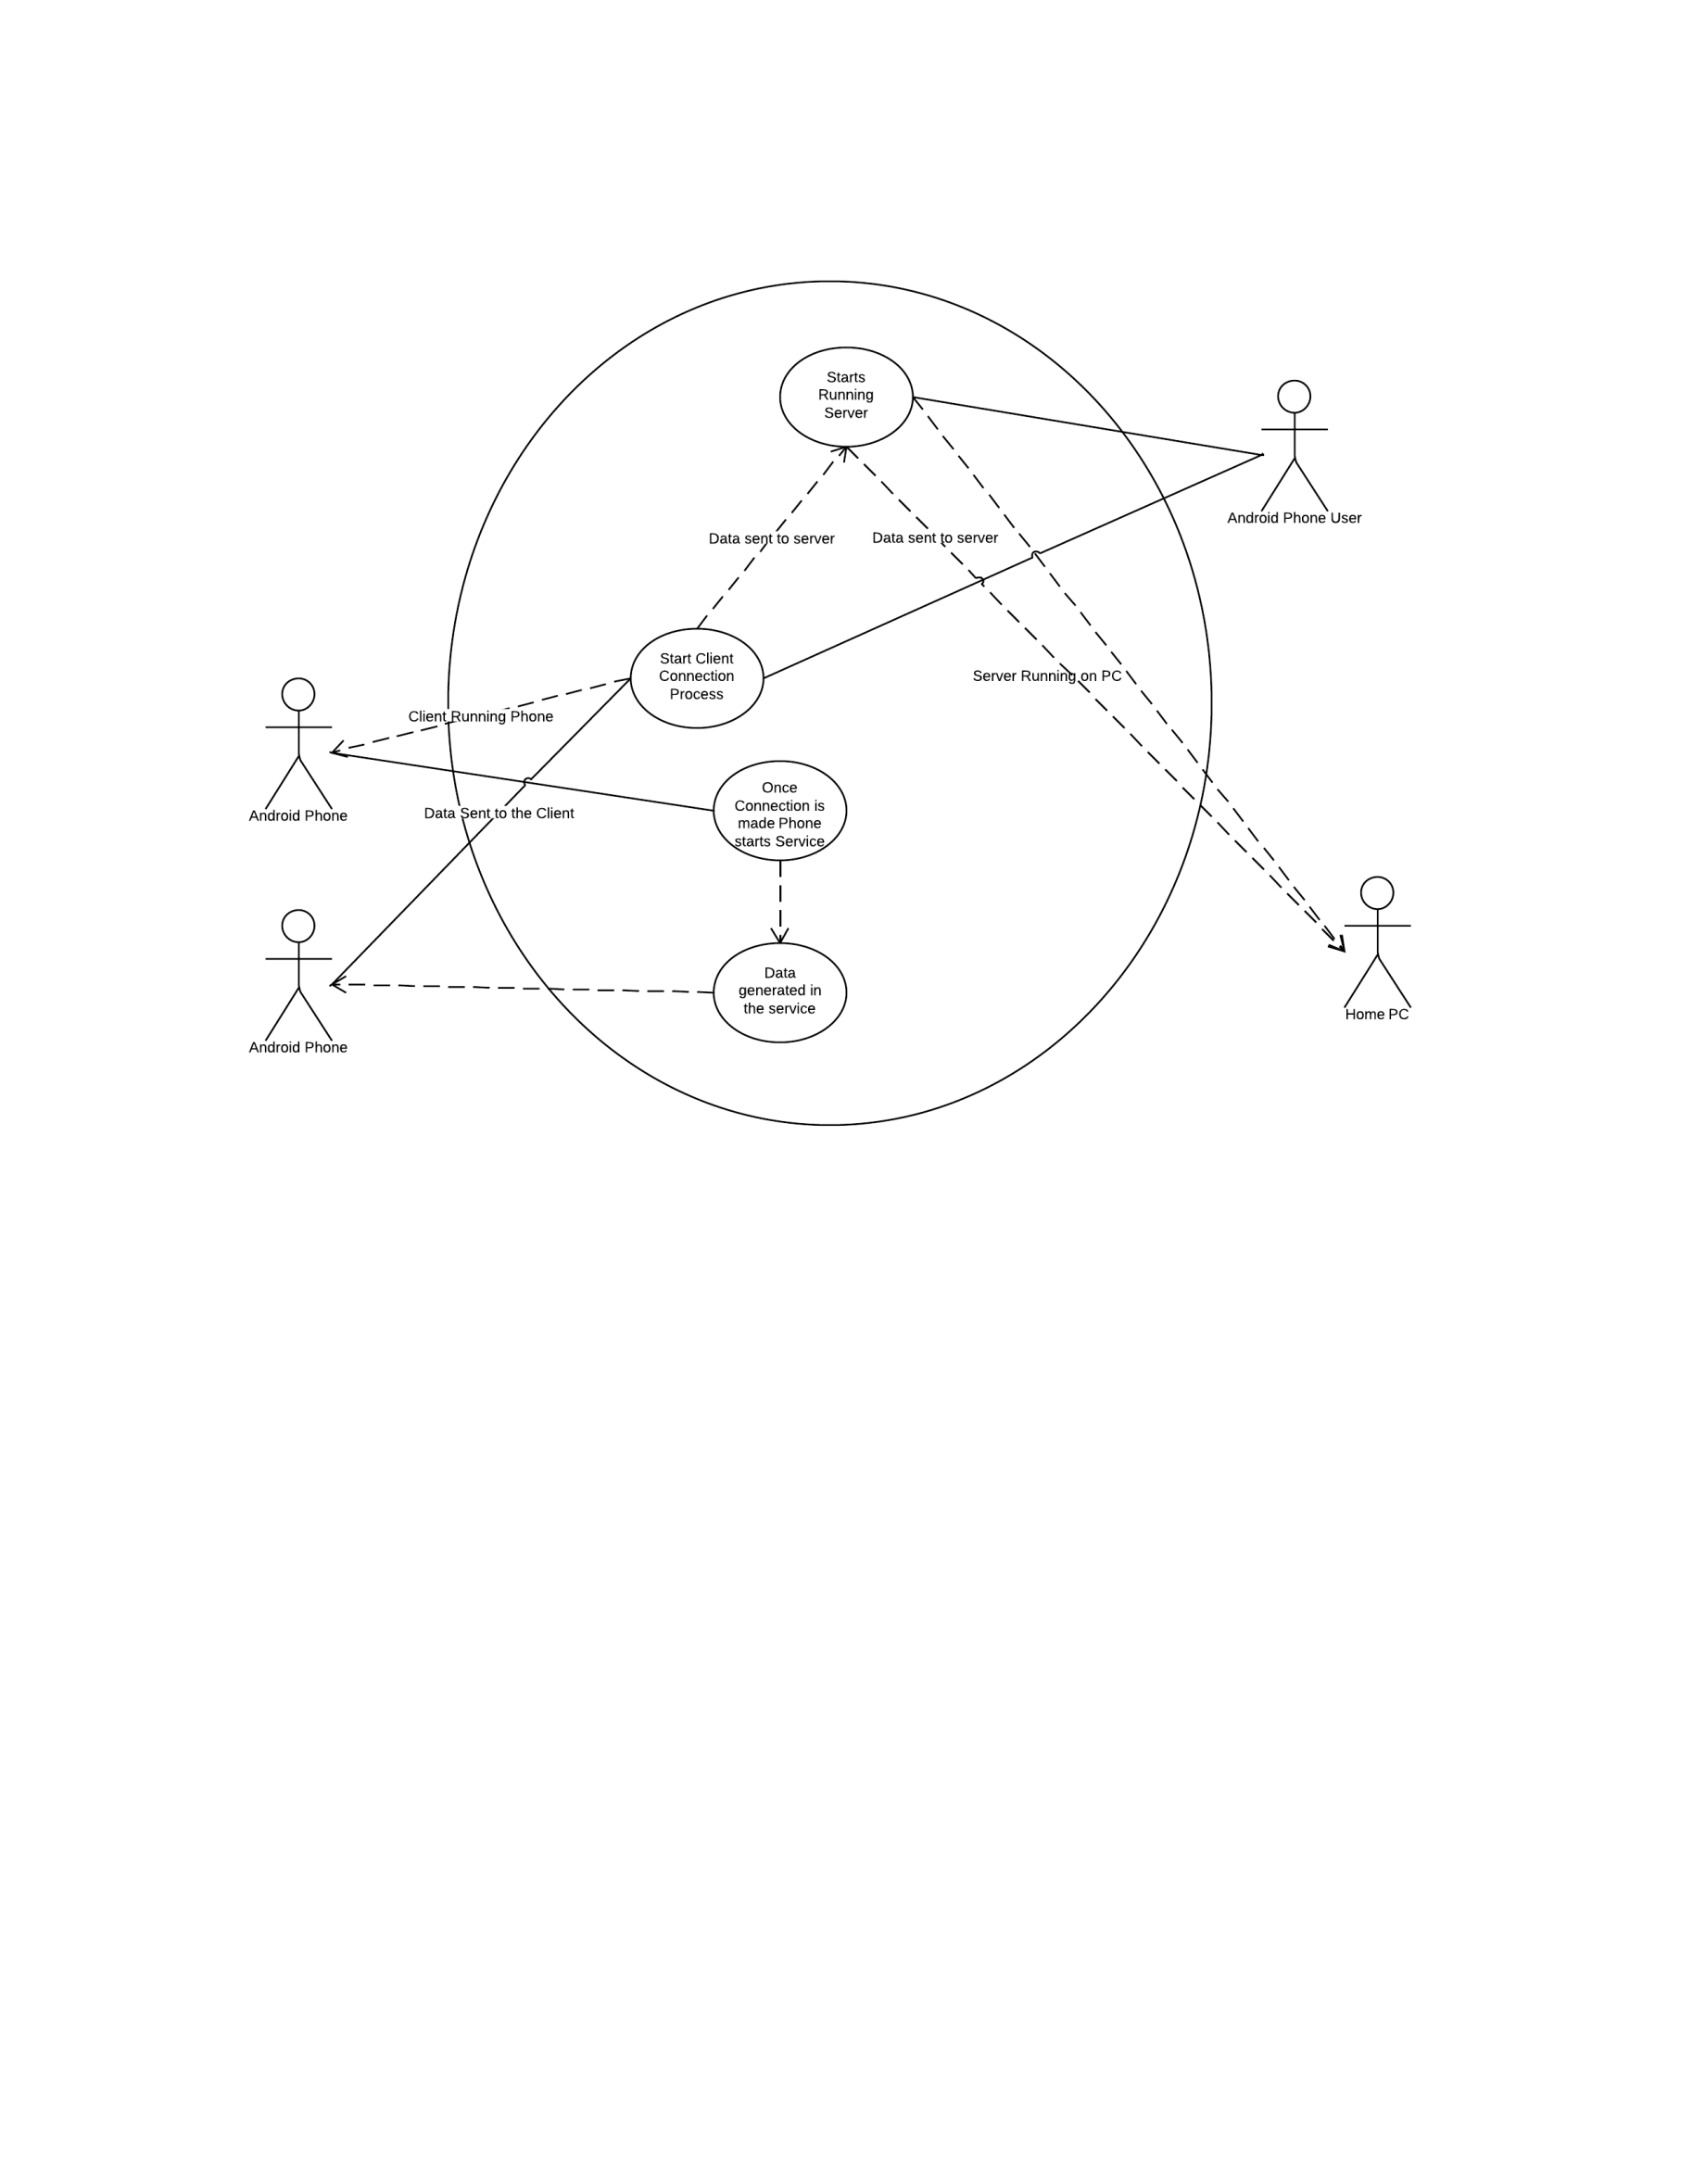 Starts
Running
Server
Android Phone User
Data sent to server
Data sent to server
Start Client
Connection
Process
Server Running on PC
Client Running Phone
Android Phone
Once
Connection is
made Phone
starts Service
Data Sent to the Client
Data
generated in
the service
Home PC
Android Phone